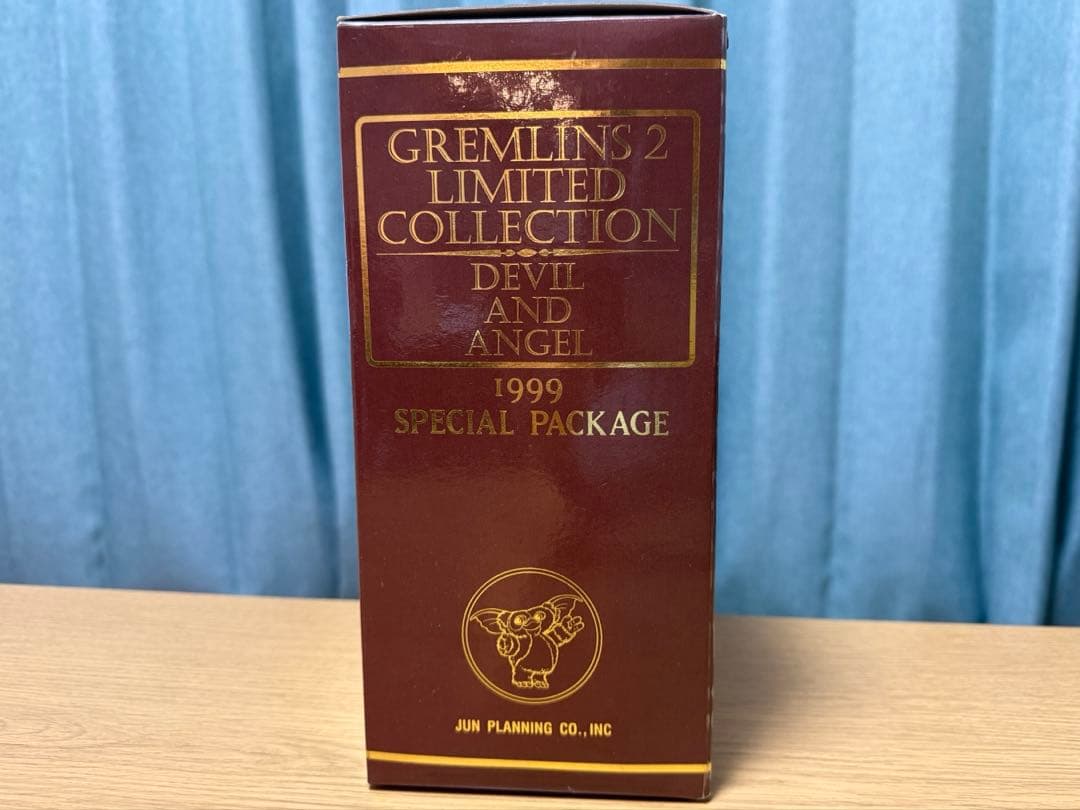 GREMLINS 2
LIMITED
COLLECTION
DEVIL
AND
ANGEL
1999
SPECIAL PACKAGE
JUN PLANNING CO., INC